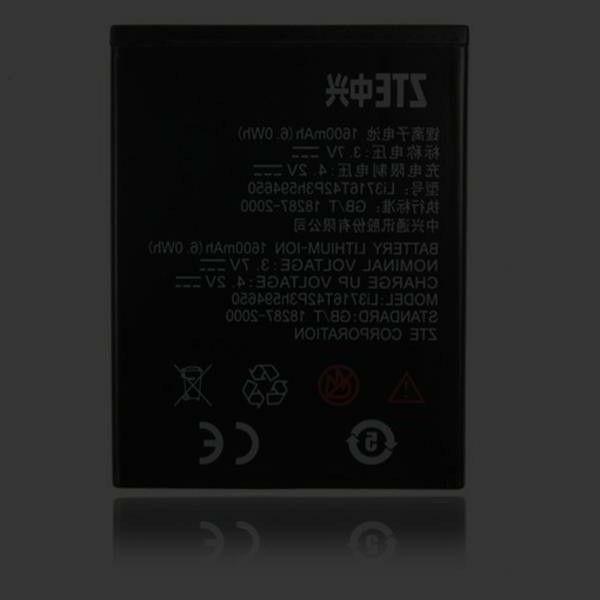 ZTE中兴
锂离子电池 1600mAh(6.0Wh)
标称电压:3.7V
充电限制电压:4.2V
型号:Li3716T42P3h594650
执行标准:GB/T 18287-2000
中兴通讯股份有限公司
BATTERY LITHIUM-ION 1600mAh(6.0Wh)
NOMINAL VOLTAGE:3.7V
CHARGE UP VOLTAGE:4.2V
MODEL:Li3716T42P3h594650
STANDARD:GB/T 18287-2000
ZTE CORPORATION
5 CE